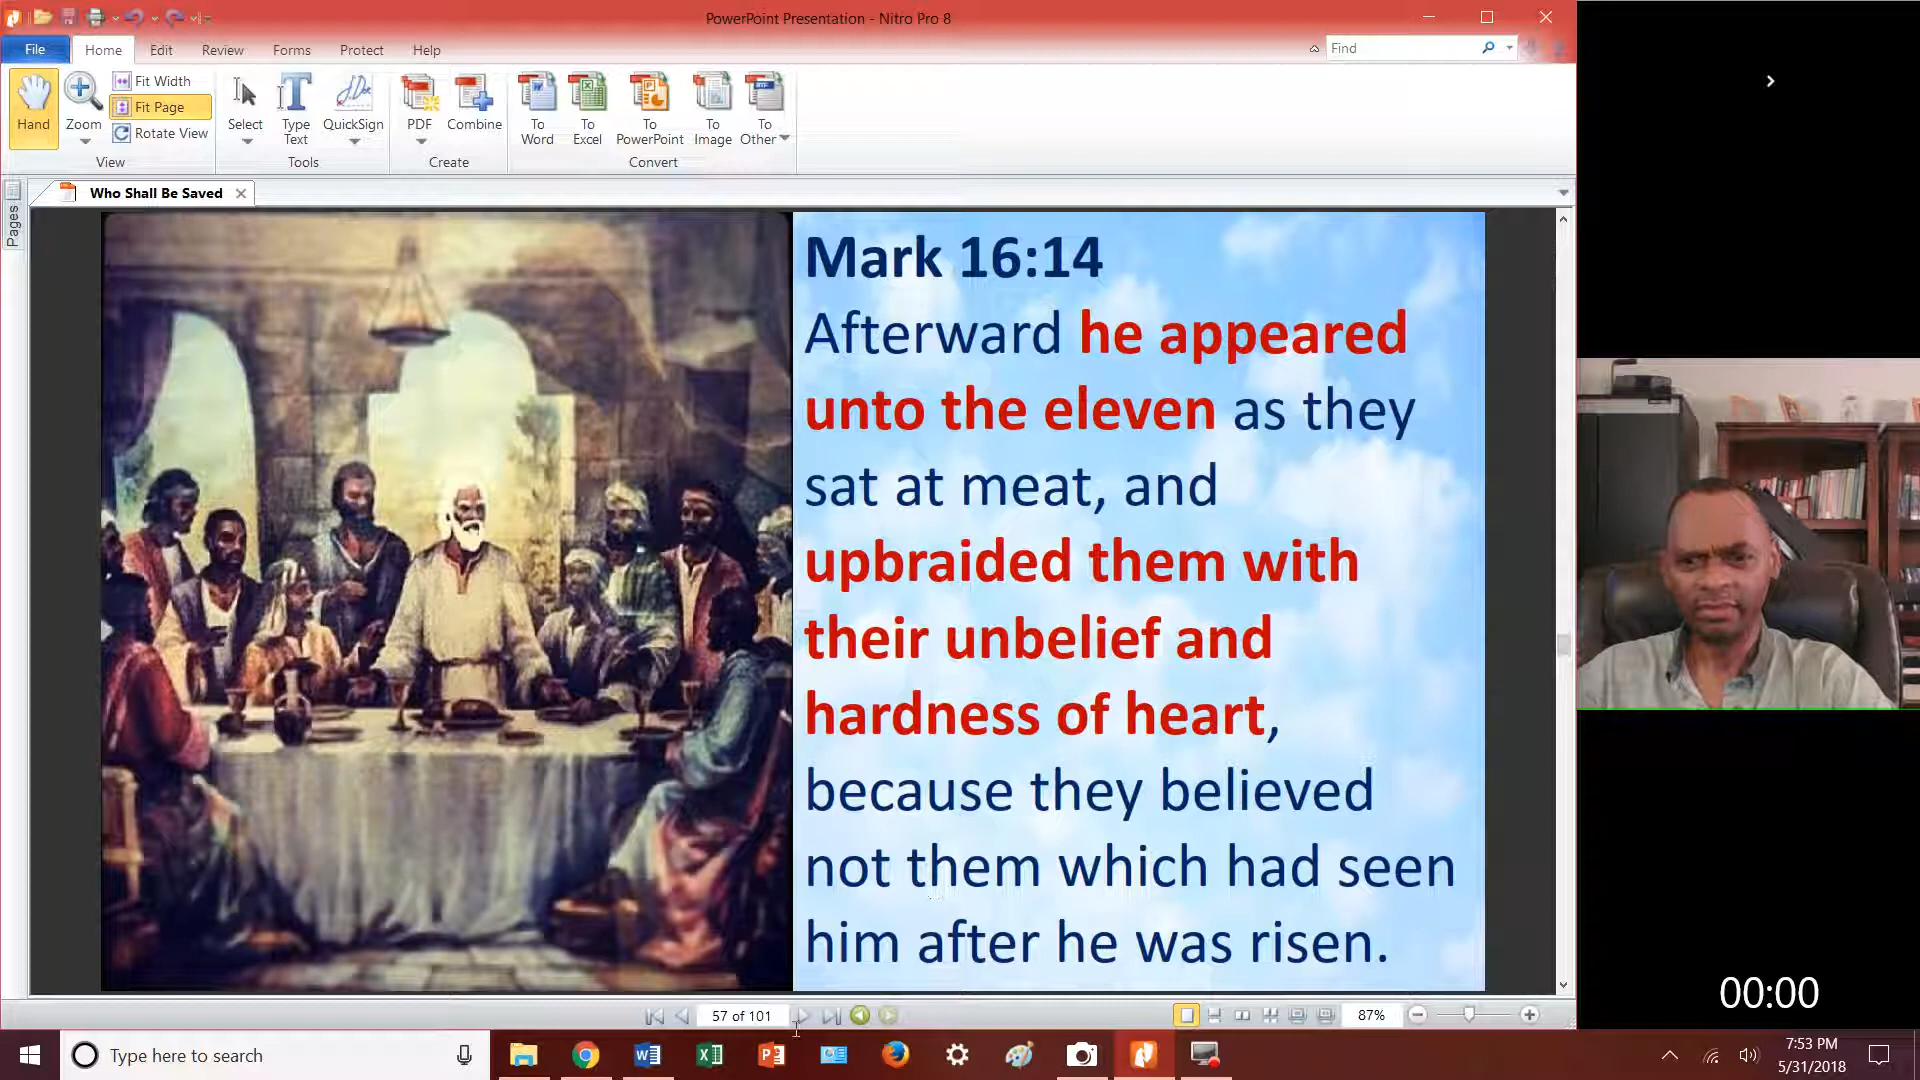 PowerPoint Presentation - Nitro Pro 8
File
Home
Edit
Review
Forms
Protect
Help
Find
Hand
Zoom
Fit Width
Fit Page
Rotate View
View
Select
Type
Text
QuickSign
Tools
PDF
Combine
Create
To
Word
To
Excel
To
PowerPoint
To
Image
To
Other
Convert
Pages
Who Shall Be Saved
Mark 16:14
Afterward he appeared
unto the eleven as they
sat at meat, and
upbraided them with
their unbelief and
hardness of heart,
because they believed
not them which had seen
him after he was risen.
57 of 101
87%
00:00
Type here to search
7:53 PM
5/31/2018